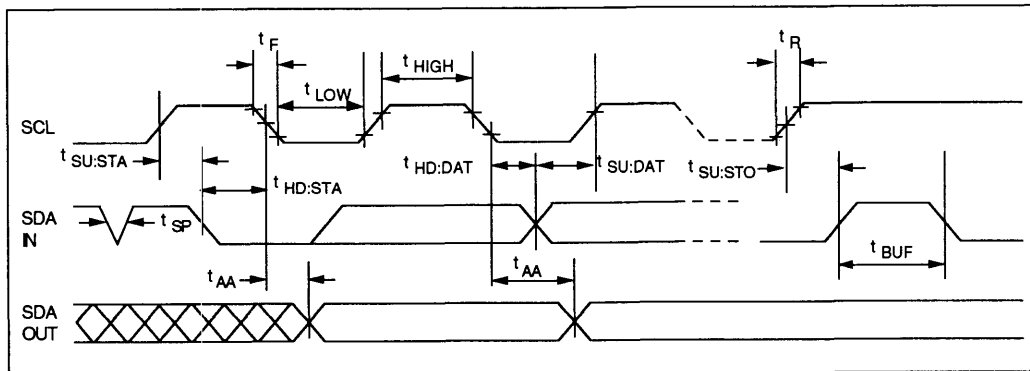 t F
t R
t HIGH
t LOW
SCL
t SU:STA
t HD:STA
t HD:DAT
t SU:DAT
t SU:STO
SDA
IN
t SP
t BUF
t AA
t AA
SDA
OUT